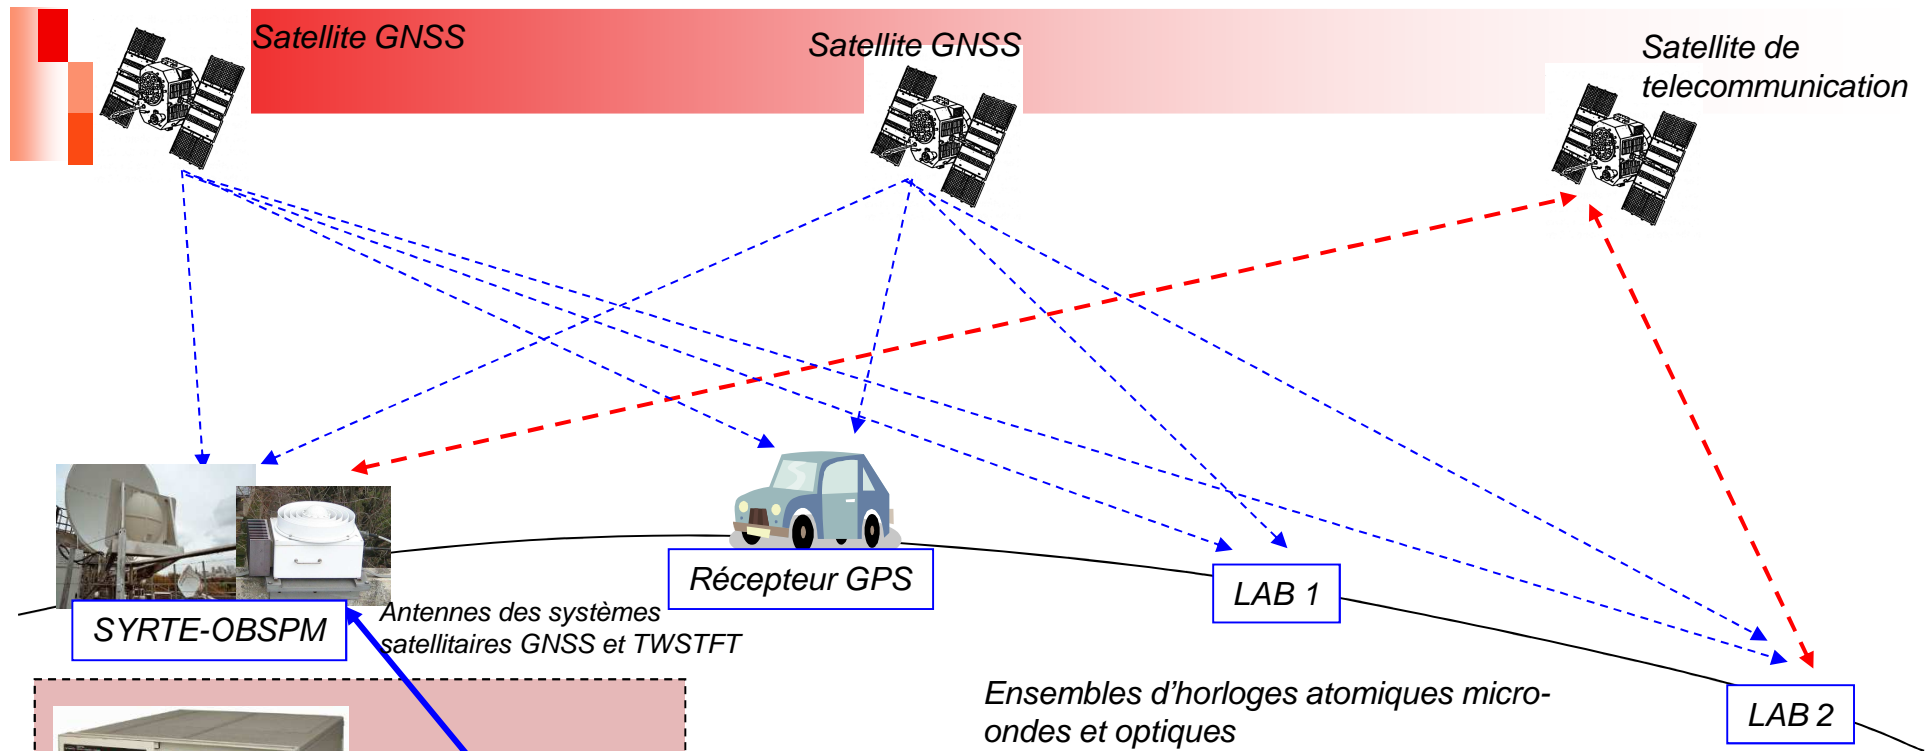 Satellite GNSS
Satellite GNSS
Satellite de
telecommunication
Récepteur GPS
LAB 1
SYRTE-OBSPM
Antennes des systèmes
satellitaires GNSS et TWSTFT
Ensembles d’horloges atomiques micro-
ondes et optiques
LAB 2